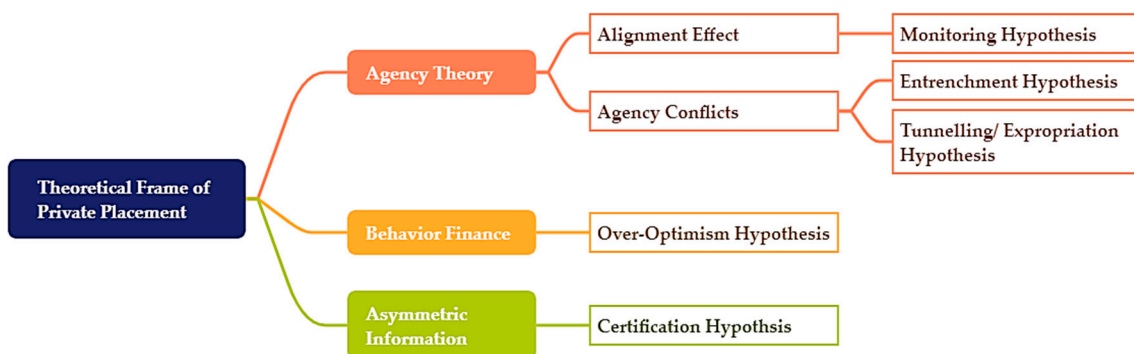 Theoretical Frame of
Private Placement
Agency Theory
Alignment Effect
Monitoring Hypothesis
Agency Conflicts
Entrenchment Hypothesis
Tunnelling/ Expropriation
Hypothesis
Behavior Finance
Over-Optimism Hypothesis
Asymmetric
Information
Certification Hypothsis